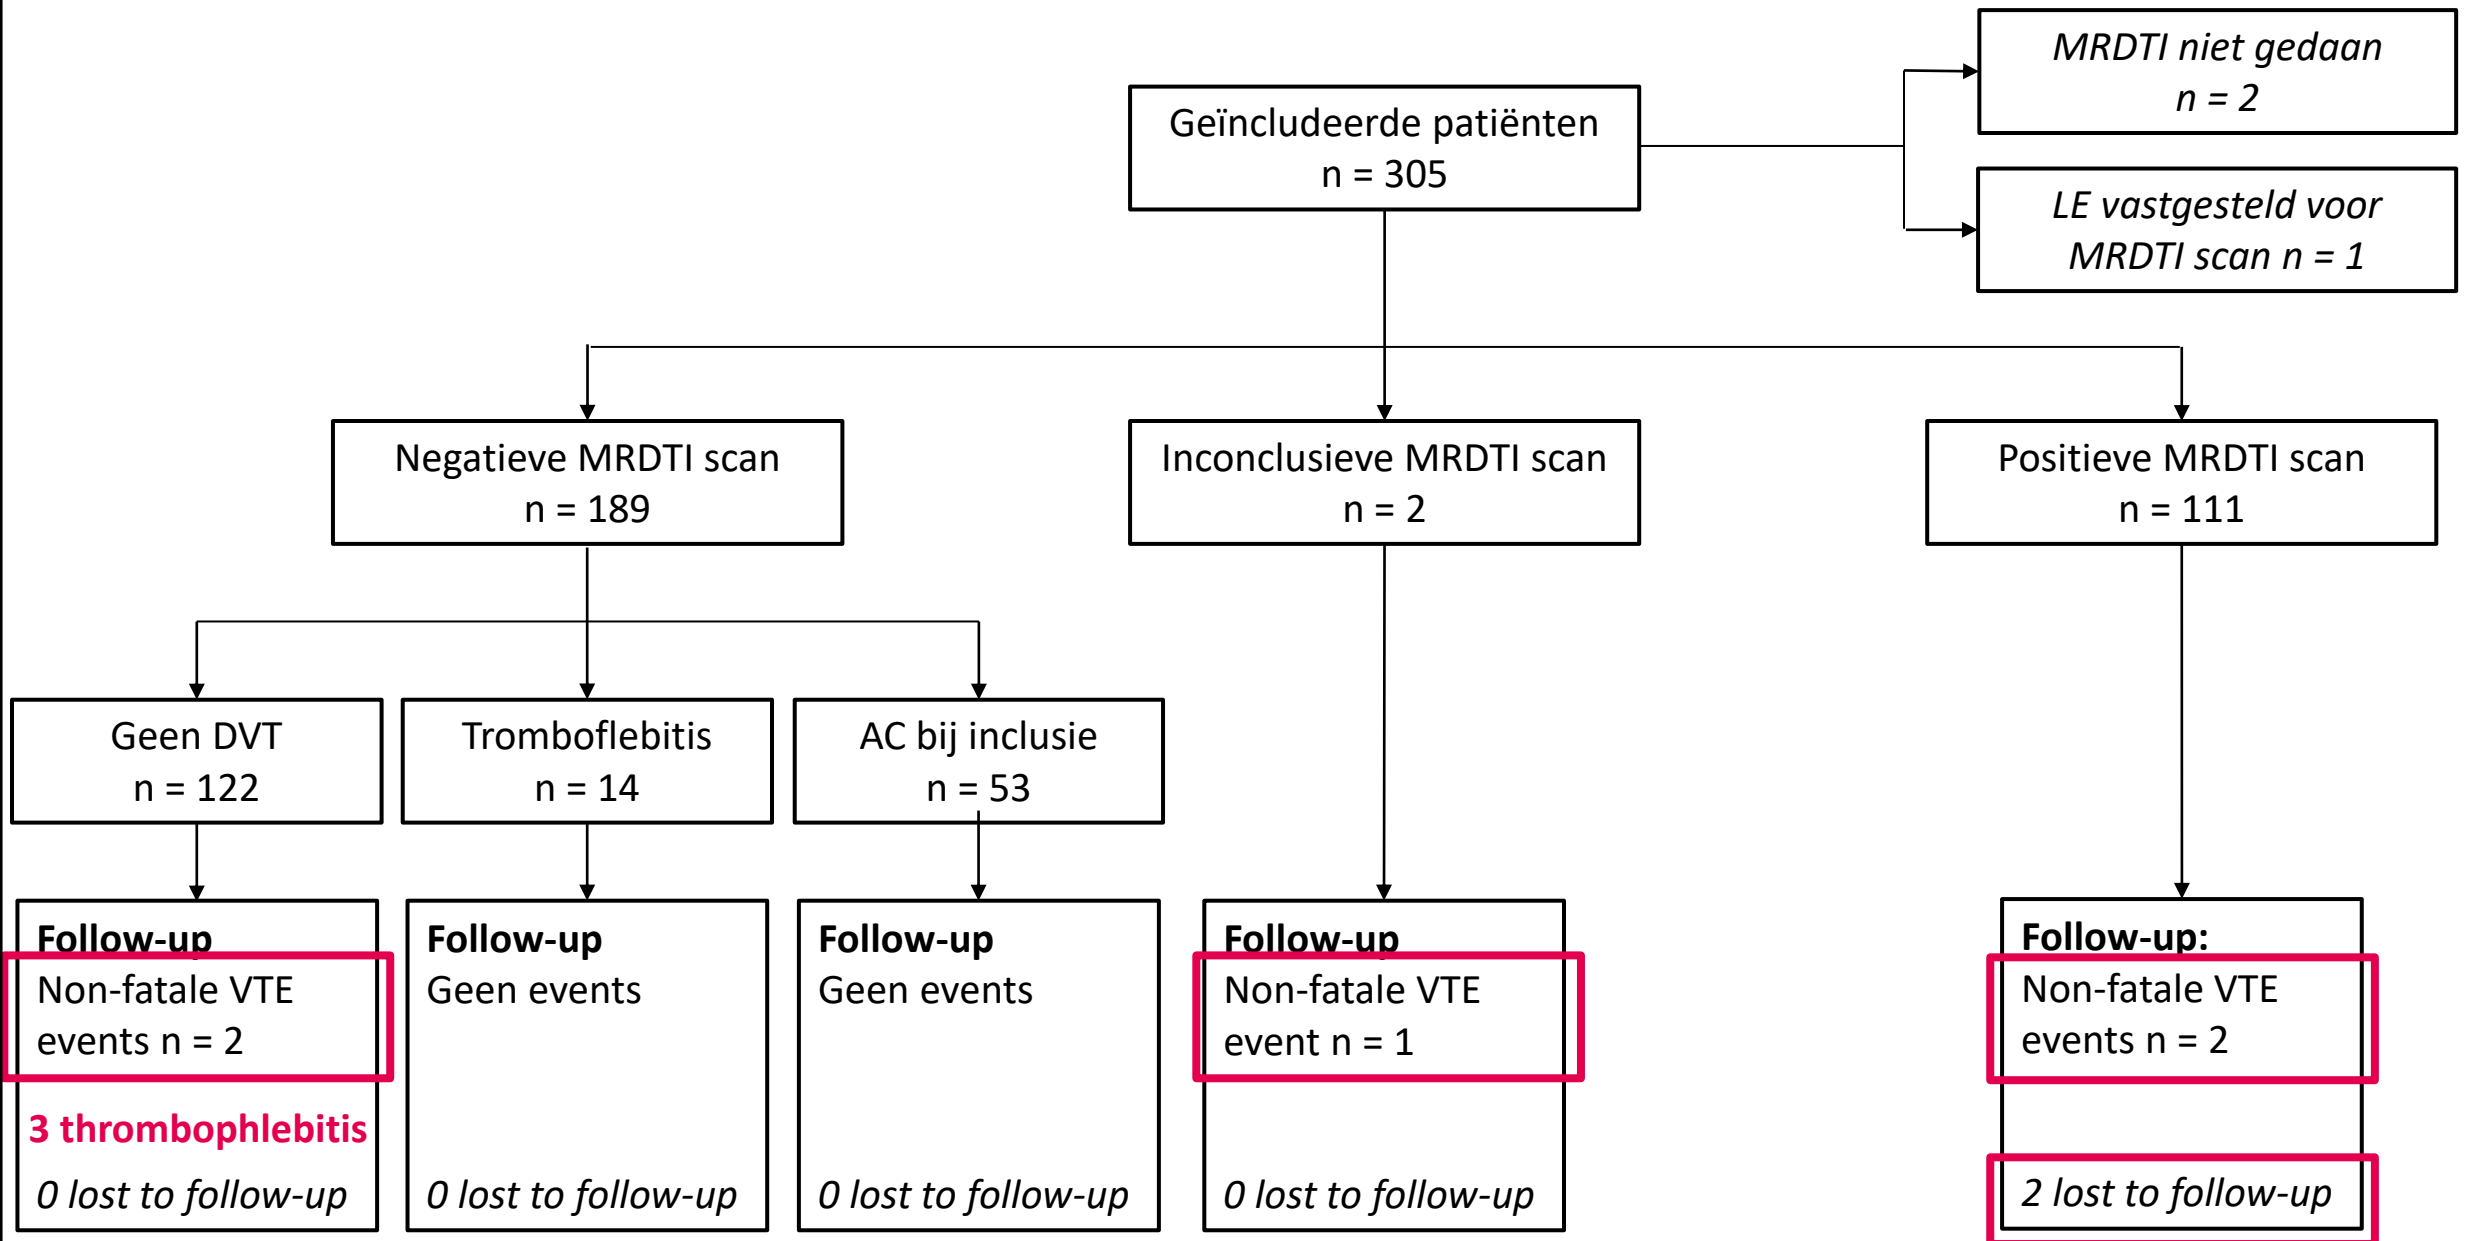 MRDTI niet gedaan
n = 2
Geïncludeerde patiënten
n = 305
LE vastgesteld voor
MRDTI scan n = 1
Negatieve MRDTI scan
n = 189
Inconclusieve MRDTI scan
n = 2
Positieve MRDTI scan
n = 111
Geen DVT
n = 122
Tromboflebitis
n = 14
AC bij inclusie
n = 53
Follow-up
Non-fatale VTE
events n = 2
3 thrombophlebitis
0 lost to follow-up
Follow-up
Geen events
0 lost to follow-up
Follow-up
Geen events
0 lost to follow-up
Follow-up
Non-fatale VTE
event n = 1
0 lost to follow-up
Follow-up:
Non-fatale VTE
events n = 2
2 lost to follow-up